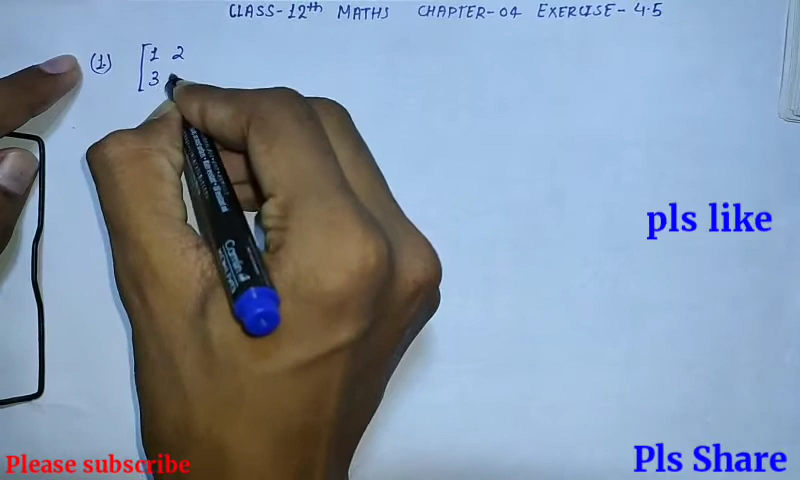 CLASS-12th MATHS CHAPTER-04 EXERCISE-4.5
(1.) [1 2
3
pls like
Please subscribe
Pls Share